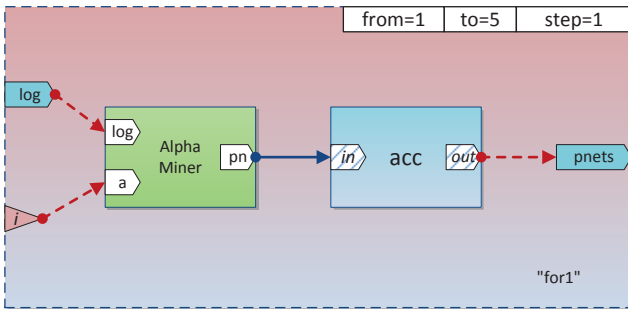 from=1 to=5 step=1
log
log
Alpha
Miner
pn
in
acc
out
pnets
a
i
"for1"